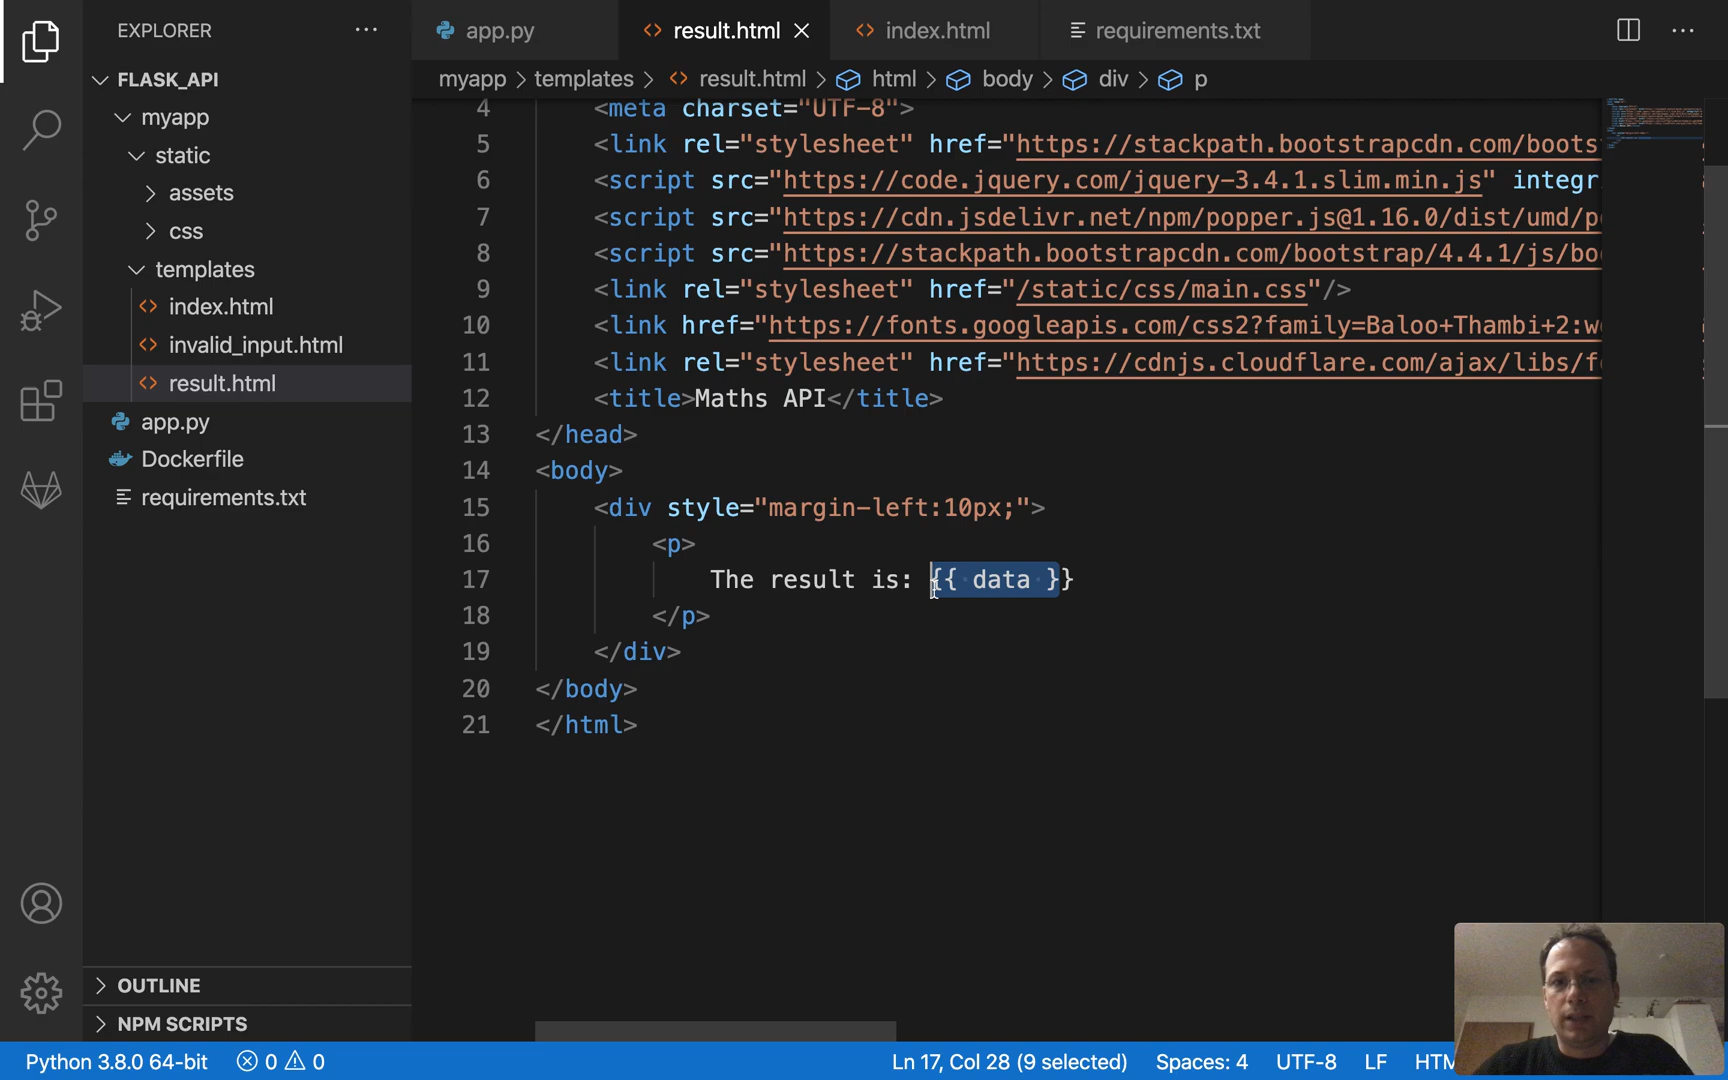 EXPLORER
FLASK_API
myapp
static
assets
css
templates
index.html
invalid_input.html
result.html
app.py
Dockerfile
requirements.txt
OUTLINE
NPM SCRIPTS
app.py
result.html
index.html
requirements.txt
myapp > templates > result.html > html > body > div > p
4 <meta charset="UTF-8">
5 <link rel="stylesheet" href="https://stackpath.bootstrapcdn.com/boots
6 <script src="https://code.jquery.com/jquery-3.4.1.slim.min.js" integr
7 <script src="https://cdn.jsdelivr.net/npm/popper.js@1.16.0/dist/umd/p
8 <script src="https://stackpath.bootstrapcdn.com/bootstrap/4.4.1/js/bo
9 <link rel="stylesheet" href="/static/css/main.css"/>
10 <link href="https://fonts.googleapis.com/css2?family=Baloo+Thambi+2:w
11 <link rel="stylesheet" href="https://cdnjs.cloudflare.com/ajax/libs/f
12 <title>Maths API</title>
13 </head>
14 <body>
15 <div style="margin-left:10px;">
16 <p>
17 The result is: {{ data }}
18 </p>
19 </div>
20 </body>
21 </html>
Python 3.8.0 64-bit 0 0 Ln 17, Col 28 (9 selected) Spaces: 4 UTF-8 LF HTM